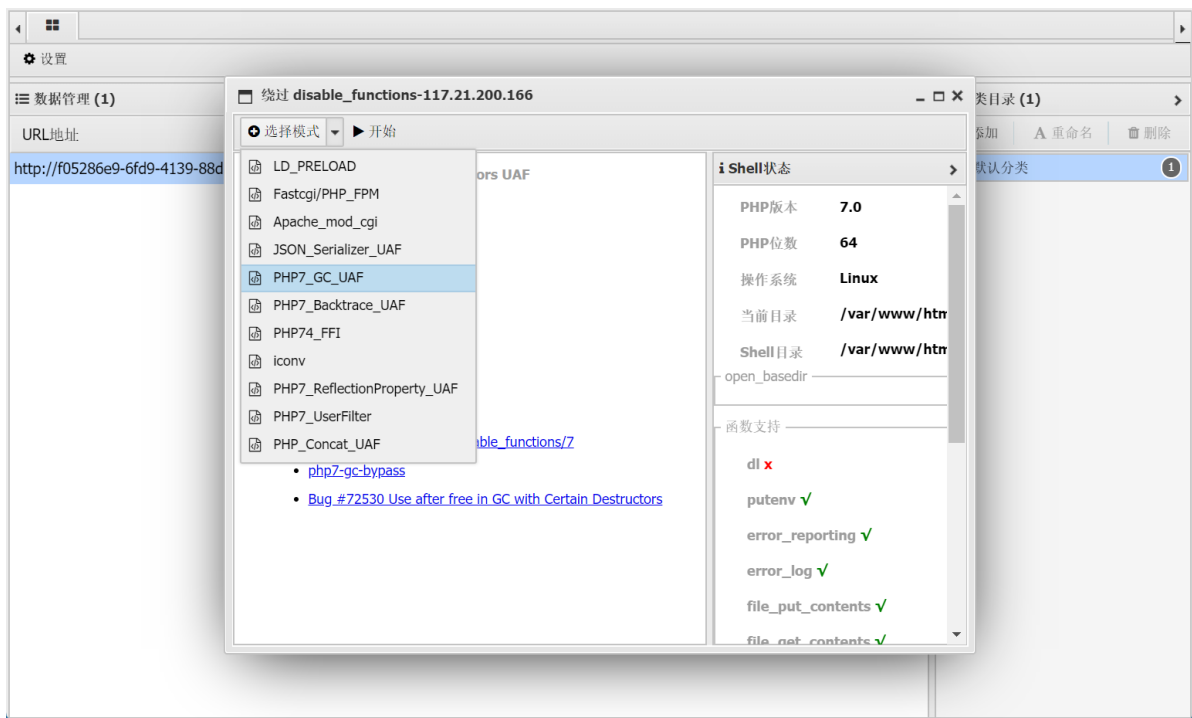 设置
数据管理 (1)
URL地址
http://f05286e9-6fd9-4139-88d
绕过 disable_functions-117.21.200.166
选择模式
开始
LD_PRELOAD
Fastcgi/PHP_FPM
Apache_mod_cgi
JSON_Serializer_UAF
PHP7_GC_UAF
PHP7_Backtrace_UAF
PHP74_FFI
iconv
PHP7_ReflectionProperty_UAF
PHP7_UserFilter
PHP_Concat_UAF
ors UAF
ble_functions/7
php7-gc-bypass
Bug #72530 Use after free in GC with Certain Destructors
Shell状态
PHP版本 7.0
PHP位数 64
操作系统 Linux
当前目录 /var/www/htm
Shell目录 /var/www/htm
open_basedir
函数支持
dl x
putenv √
error_reporting √
error_log √
file_put_contents √
file_get_contents √
类目录 (1)
添加 A 重命名 删除
默认分类 1